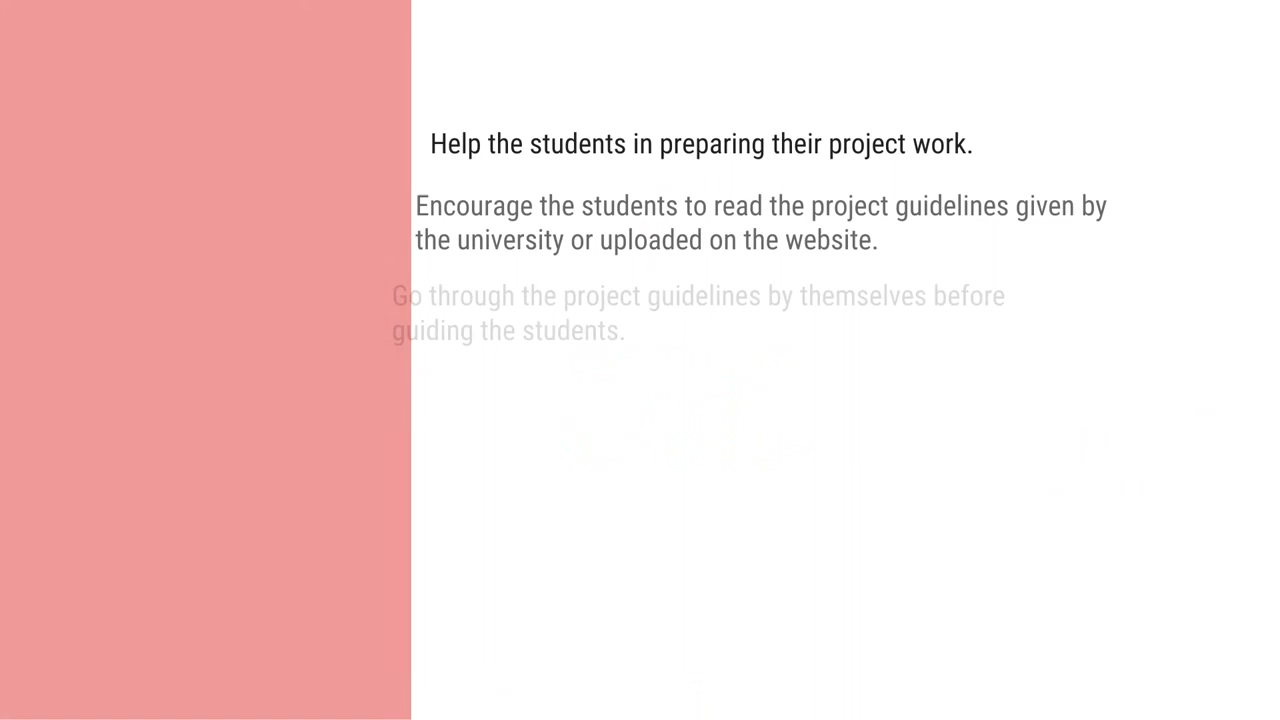 Help the students in preparing their project work.
Encourage the students to read the project guidelines given by
the university or uploaded on the website.
Go through the project guidelines by themselves before
guiding the students.